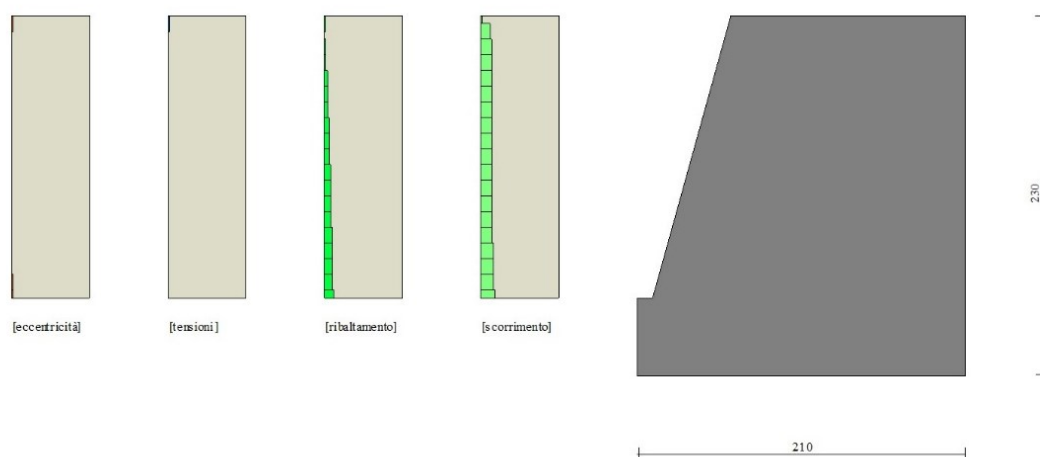 [eccentricità]
[tensioni]
[ribaltamento]
[scorrimento]
230
210